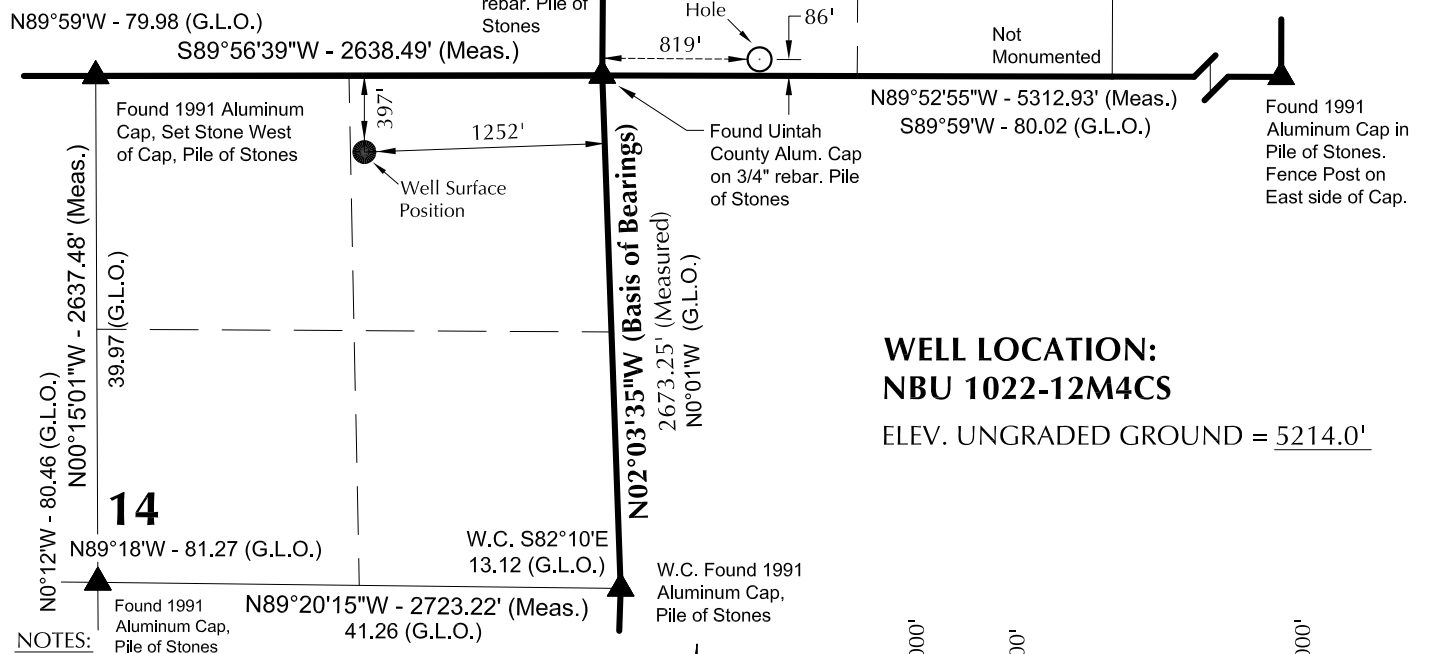 rebar. Pile of
Stones
N89°59'W - 79.98 (G.L.O.)
S89°56'39"W - 2638.49' (Meas.)
Hole
86'
819'
Not
Monumented
N89°52'55"W - 5312.93' (Meas.)
S89°59'W - 80.02 (G.L.O.)
Found 1991 Aluminum
Cap, Set Stone West
of Cap, Pile of Stones
397'
1252'
Well Surface
Position
Found Uintah
County Alum. Cap
on 3/4" rebar. Pile
of Stones
Found 1991
Aluminum Cap in
Pile of Stones.
Fence Post on
East side of Cap.
N0°12'W - 80.46 (G.L.O.)
N00°15'01"W - 2637.48' (Meas.)
39.97 (G.L.O.)
N02°03'35"W (Basis of Bearings)
2673.25' (Measured)
N0°01'W (G.L.O.)
WELL LOCATION:
NBU 1022-12M4CS
ELEV. UNGRADED GROUND = 5214.0'
14
N89°18'W - 81.27 (G.L.O.)
W.C. S82°10'E
13.12 (G.L.O.)
W.C. Found 1991
Aluminum Cap,
Pile of Stones
Found 1991
Aluminum Cap,
Pile of Stones
N89°20'15"W - 2723.22' (Meas.)
41.26 (G.L.O.)
NOTES: